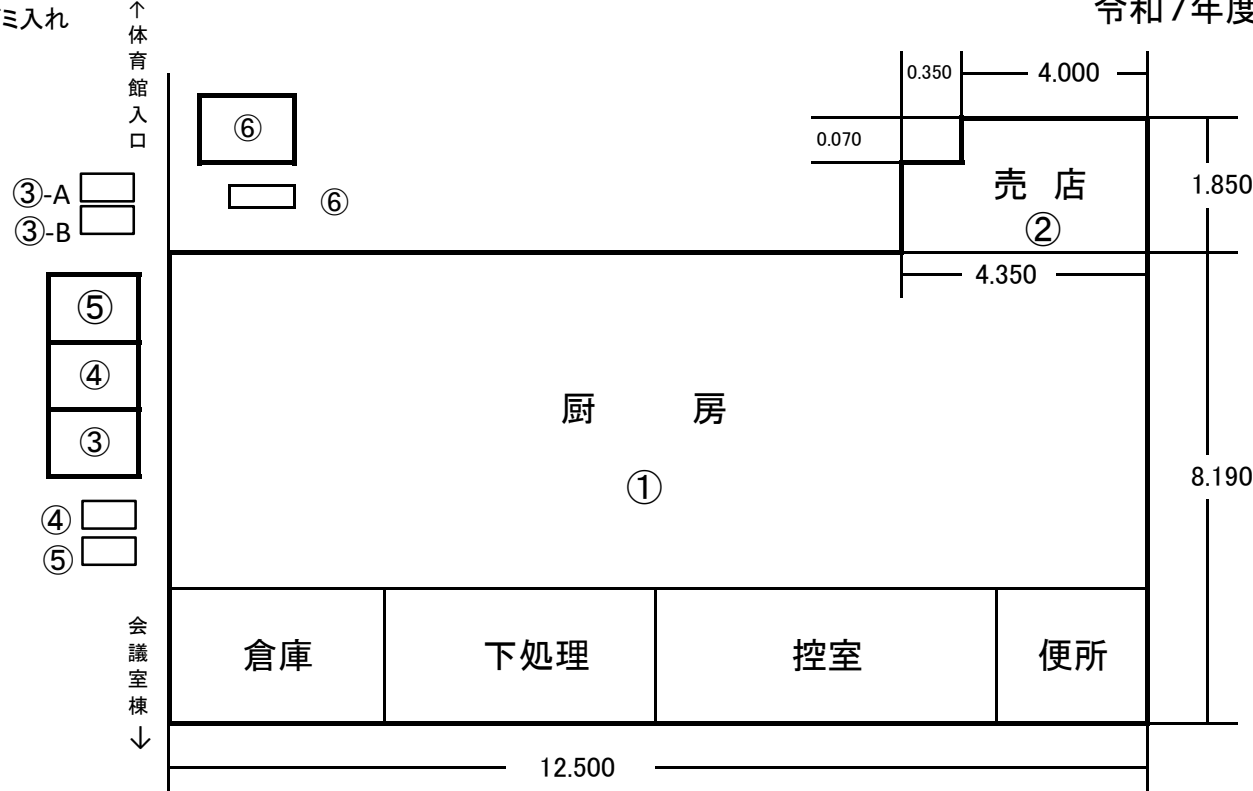 ミ入れ
令和7年度
↑体育館入口
0.350
4.000
⑥
0.070
③-A
③-B
⑥
売 店
②
1.850
4.350
⑤
④
③
厨 房
①
8.190
④
⑤
会議室棟↓
倉庫
下処理
控室
便所
12.500